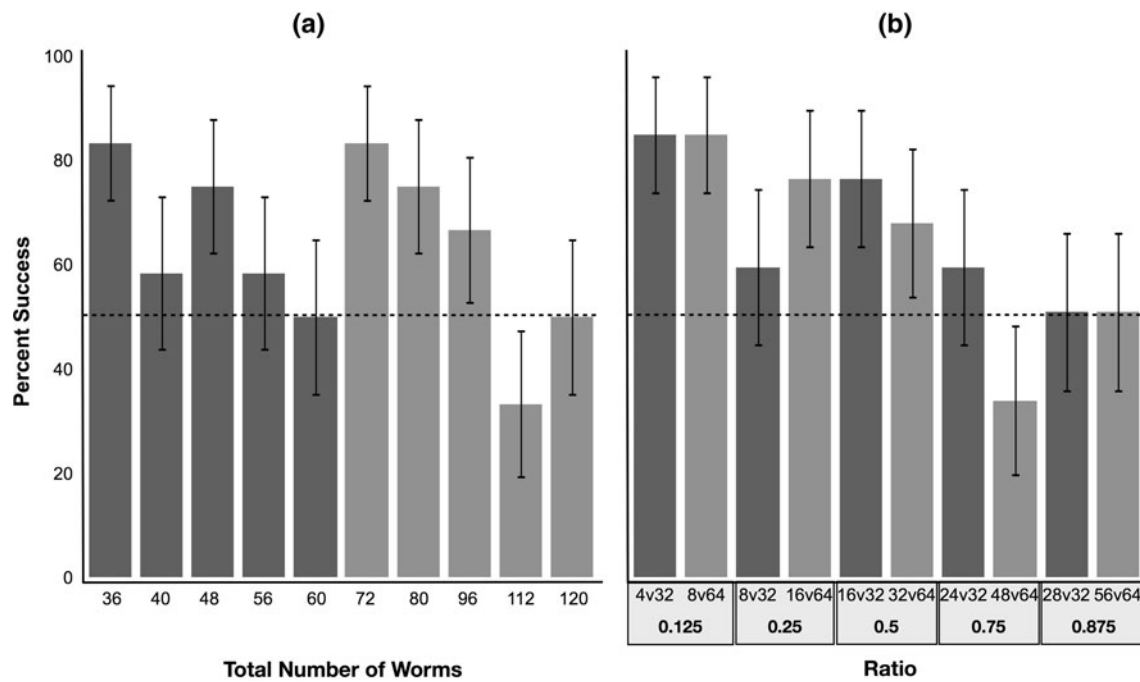 (a)
(b)
Percent Success
100
80
60
40
20
0
36 40 48 56 60 72 80 96 112 120
Total Number of Worms
4v32 8v64 8v32 16v64 16v32 32v64 24v32 48v64 28v32 56v64
0.125 0.25 0.5 0.75 0.875
Ratio